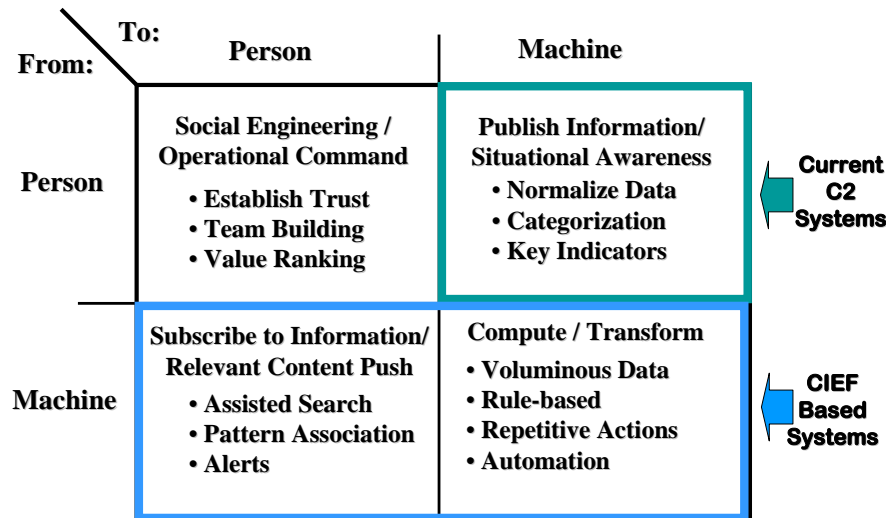 To:
From:
Person
Machine
Person
Social Engineering /
Operational Command
• Establish Trust
• Team Building
• Value Ranking
Publish Information/
Situational Awareness
• Normalize Data
• Categorization
• Key Indicators
Current
C2
Systems
Machine
Subscribe to Information/
Relevant Content Push
• Assisted Search
• Pattern Association
• Alerts
Compute / Transform
• Voluminous Data
• Rule-based
• Repetitive Actions
• Automation
CIEF
Based
Systems